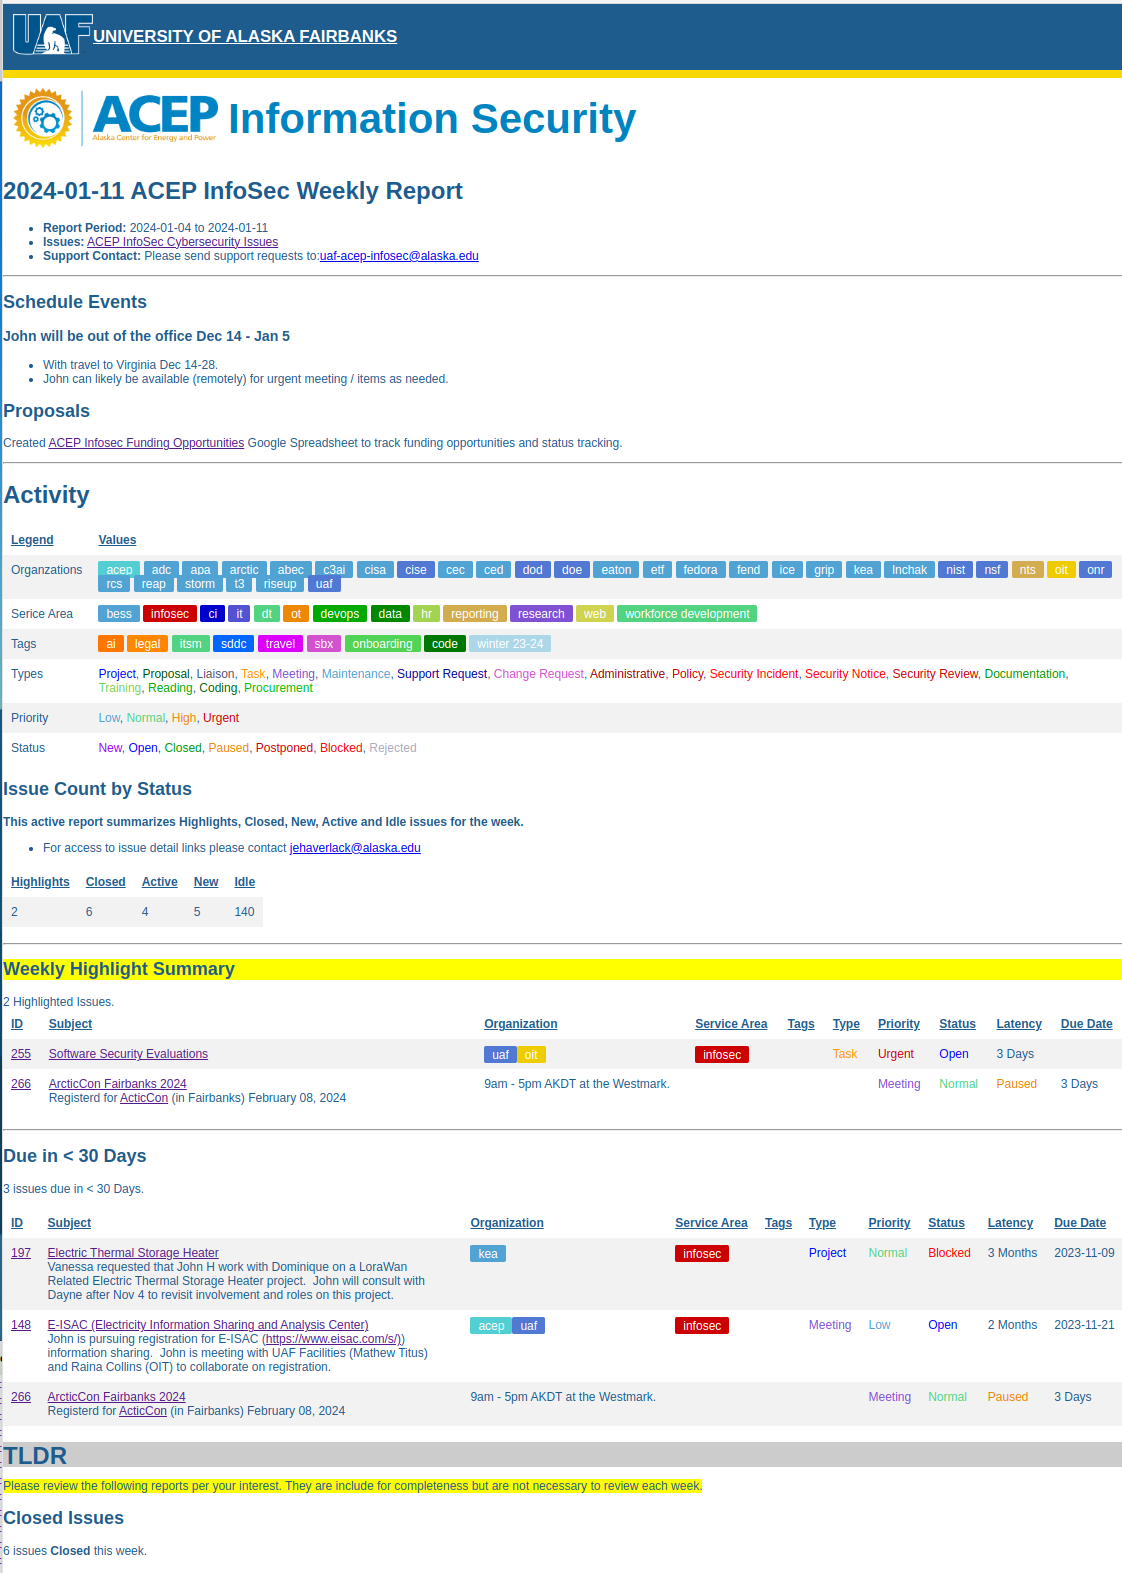 UAF UNIVERSITY OF ALASKA FAIRBANKS
ACEP Information Security
Alaska Center for Energy and Power
2024-01-11 ACEP InfoSec Weekly Report
Report Period: 2024-01-04 to 2024-01-11
Issues: ACEP InfoSec Cybersecurity Issues
Support Contact: Please send support requests to:uaf-acep-infosec@alaska.edu
Schedule Events
John will be out of the office Dec 14 - Jan 5
With travel to Virginia Dec 14-28.
John can likely be available (remotely) for urgent meeting / items as needed.
Proposals
Created ACEP Infosec Funding Opportunities Google Spreadsheet to track funding opportunities and status tracking.
Activity
Legend Values
Organzations acep adc apa arctic abec c3ai cisa cise cec ced dod doe eaton etf fedora fend ice grip kea lnchak nist nsf nts oit onr
rcs reap storm t3 riseup uaf
Serice Area bess infosec ci it dt ot devops data hr reporting research web workforce development
Tags ai legal itsm sddc travel sbx onboarding code winter 23-24
Types Project, Proposal, Liaison, Task, Meeting, Maintenance, Support Request, Change Request, Administrative, Policy, Security Incident, Security Notice, Security Review, Documentation,
Training, Reading, Coding, Procurement
Priority Low, Normal, High, Urgent
Status New, Open, Closed, Paused, Postponed, Blocked, Rejected
Issue Count by Status
This active report summarizes Highlights, Closed, New, Active and Idle issues for the week.
For access to issue detail links please contact jehaverlack@alaska.edu
Highlights Closed Active New Idle
2 6 4 5 140
Weekly Highlight Summary
2 Highlighted Issues.
ID Subject Organization Service Area Tags Type Priority Status Latency Due Date
255 Software Security Evaluations uaf oit infosec Task Urgent Open 3 Days
266 ArcticCon Fairbanks 2024 9am - 5pm AKDT at the Westmark. Meeting Normal Paused 3 Days
Registerd for ActicCon (in Fairbanks) February 08, 2024
Due in < 30 Days
3 issues due in < 30 Days.
ID Subject Organization Service Area Tags Type Priority Status Latency Due Date
197 Electric Thermal Storage Heater kea infosec Project Normal Blocked 3 Months 2023-11-09
Vanessa requested that John H work with Dominique on a LoraWan
Related Electric Thermal Storage Heater project. John will consult with
Dayne after Nov 4 to revisit involvement and roles on this project.
148 E-ISAC (Electricity Information Sharing and Analysis Center) acep uaf infosec Meeting Low Open 2 Months 2023-11-21
John is pursuing registration for E-ISAC (https://www.eisac.com/s/))
information sharing. John is meeting with UAF Facilities (Mathew Titus)
and Raina Collins (OIT) to collaborate on registration.
266 ArcticCon Fairbanks 2024 9am - 5pm AKDT at the Westmark. Meeting Normal Paused 3 Days
Registerd for ActicCon (in Fairbanks) February 08, 2024
TLDR
Please review the following reports per your interest. They are include for completeness but are not necessary to review each week.
Closed Issues
6 issues Closed this week.